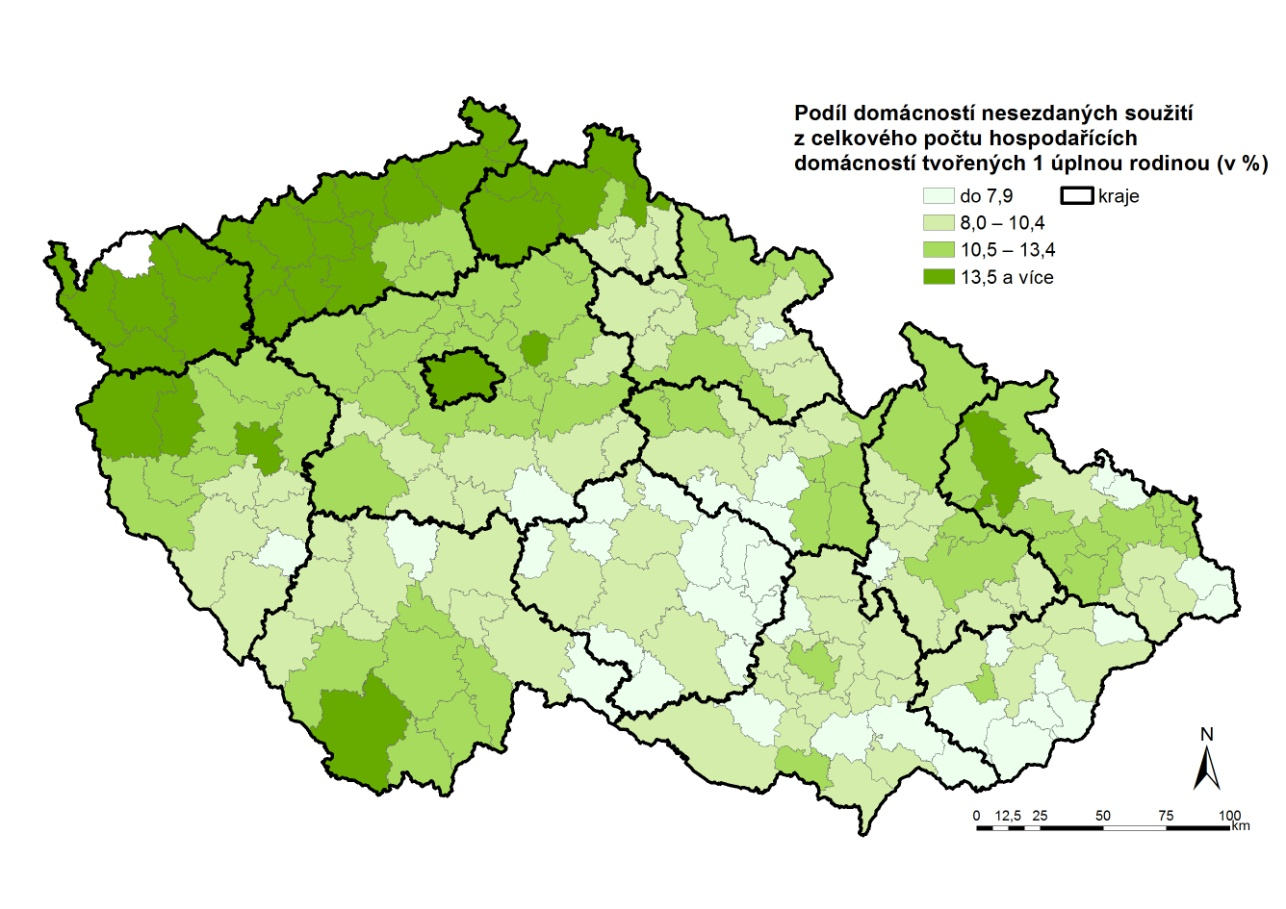 Podíl domácností nesezdaných soužití
z celkového počtu hospodařících
domácností tvořených 1 úplnou rodinou (v %)
do 7,9
kraje
8,0 – 10,4
10,5 – 13,4
13,5 a více
N
0 12,5 25 50 75 100
km